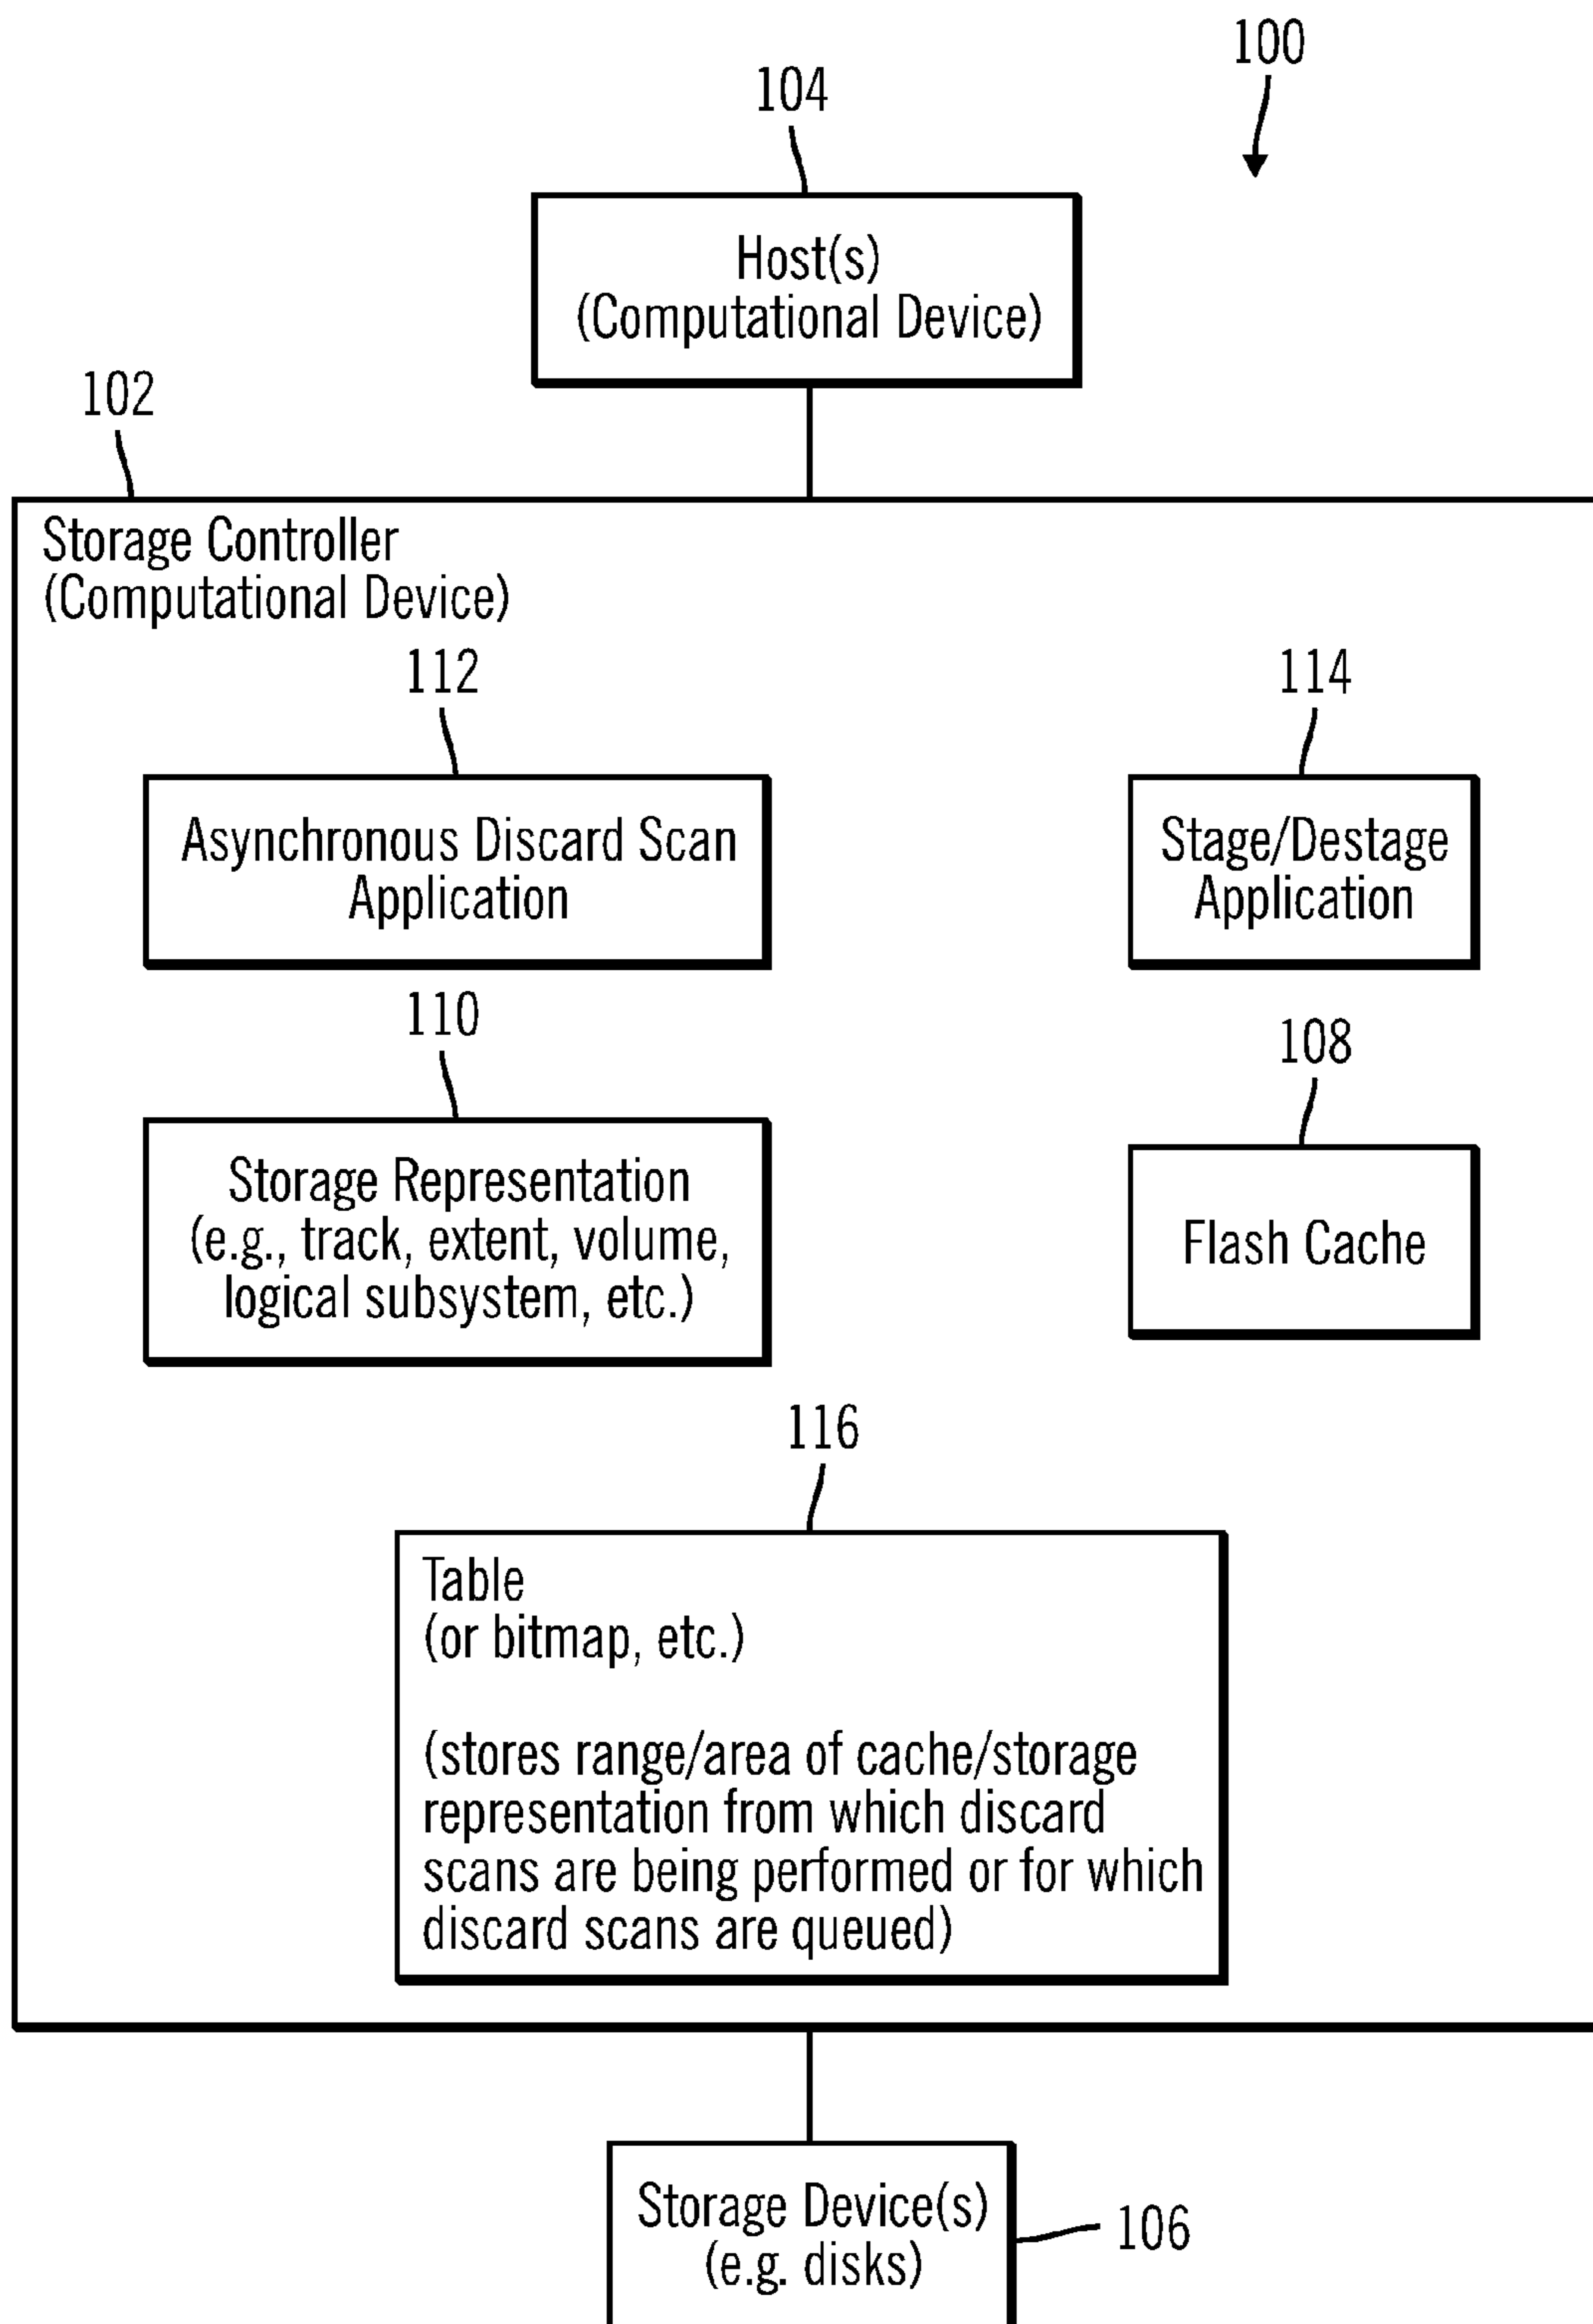 100
104
Host(s)
(Computational Device)
102
Storage Controller
(Computational Device)
112
114
Asynchronous Discard Scan
Application
Stage/Destage
Application
110
108
Storage Representation
(e.g., track, extent, volume,
logical subsystem, etc.)
Flash Cache
116
Table
(or bitmap, etc.)
(stores range/area of cache/storage
representation from which discard
scans are being performed or for which
discard scans are queued)
Storage Device(s)
(e.g. disks)
106